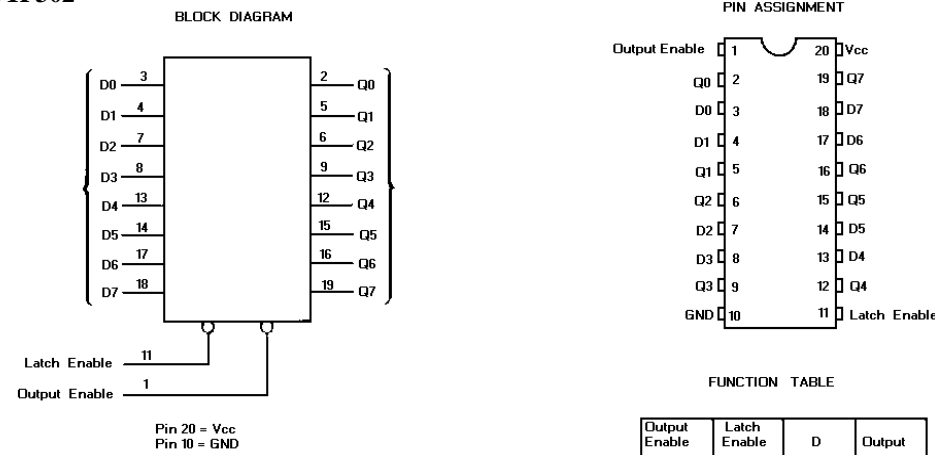 BLOCK DIAGRAM
D0 3 2 Q0
D1 4 5 Q1
D2 7 6 Q2
D3 8 9 Q3
D4 13 12 Q4
D5 14 15 Q5
D6 17 16 Q6
D7 18 19 Q7
Latch Enable 11
Output Enable 1
Pin 20 = Vcc
Pin 10 = GND
PIN ASSIGNMENT
Output Enable 1 20 Vcc
Q0 2 19 Q7
D0 3 18 D7
D1 4 17 D6
Q1 5 16 Q6
Q2 6 15 Q5
D2 7 14 D5
D3 8 13 D4
Q3 9 12 Q4
GND 10 11 Latch Enable
FUNCTION TABLE
Output Enable Latch Enable D Output